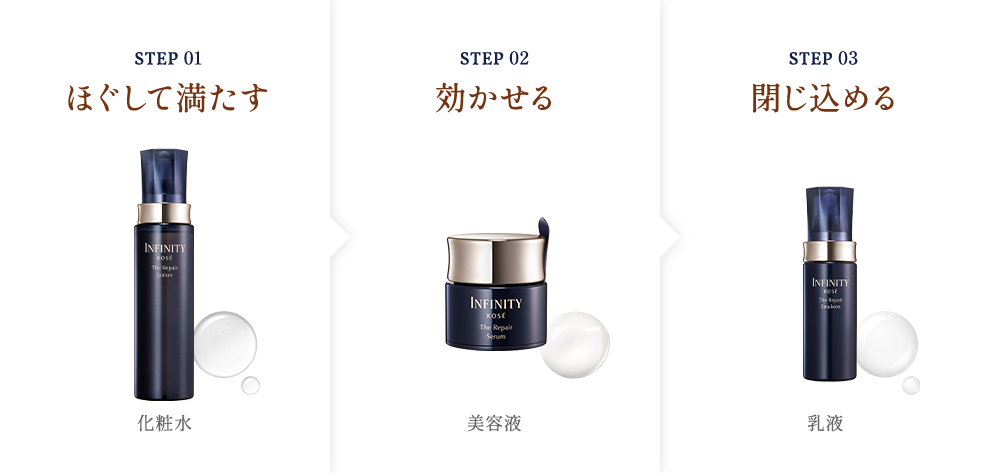 STEP 01
ほぐして満たす
INFINITY
KOSÉ
The Repair
Lotion
化粧水
STEP 02
効かせる
INFINITY
KOSÉ
The Repair
Serum
美容液
STEP 03
閉じ込める
INFINITY
KOSÉ
The Repair
Emulsion
乳液